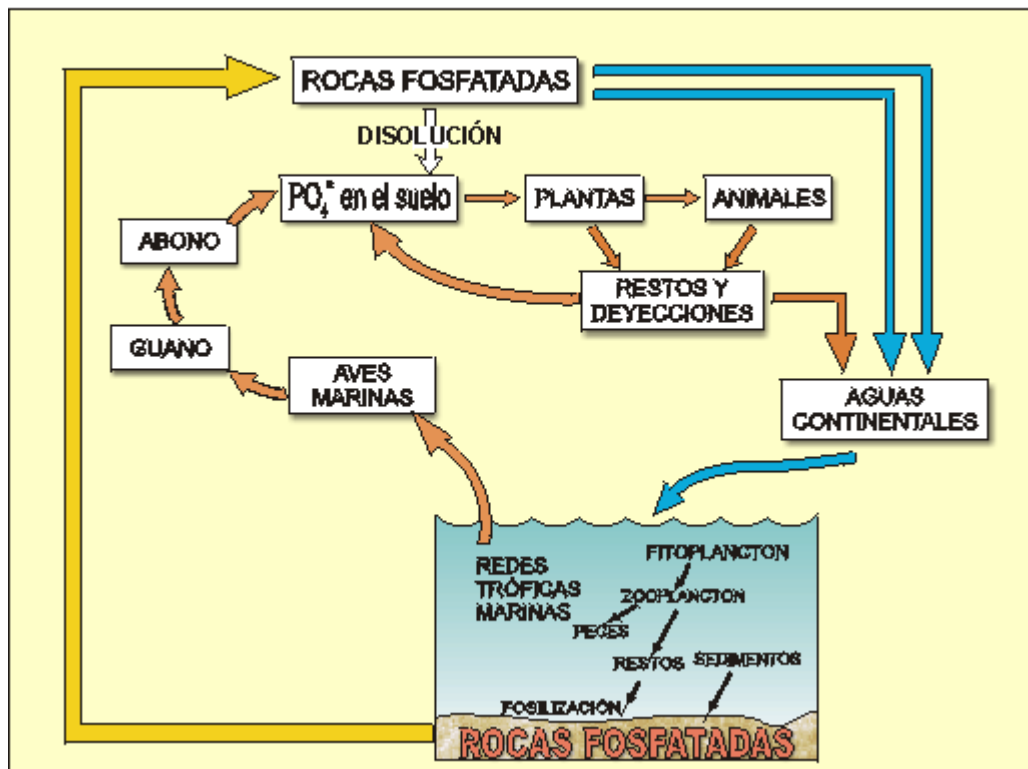 ROCAS FOSFATADAS
DISOLUCIÓN
PO₄⁼ en el suelo
PLANTAS
ANIMALES
ABONO
RESTOS Y
DEYECCIONES
GUANO
AVES
MARINAS
AGUAS
CONTINENTALES
REDES
TRÓFICAS
MARINAS
FITOPLANCTON
ZOOPLANCTON
PECES
RESTOS
SEDIMENTOS
FOSILIZACIÓN
ROCAS FOSFATADAS